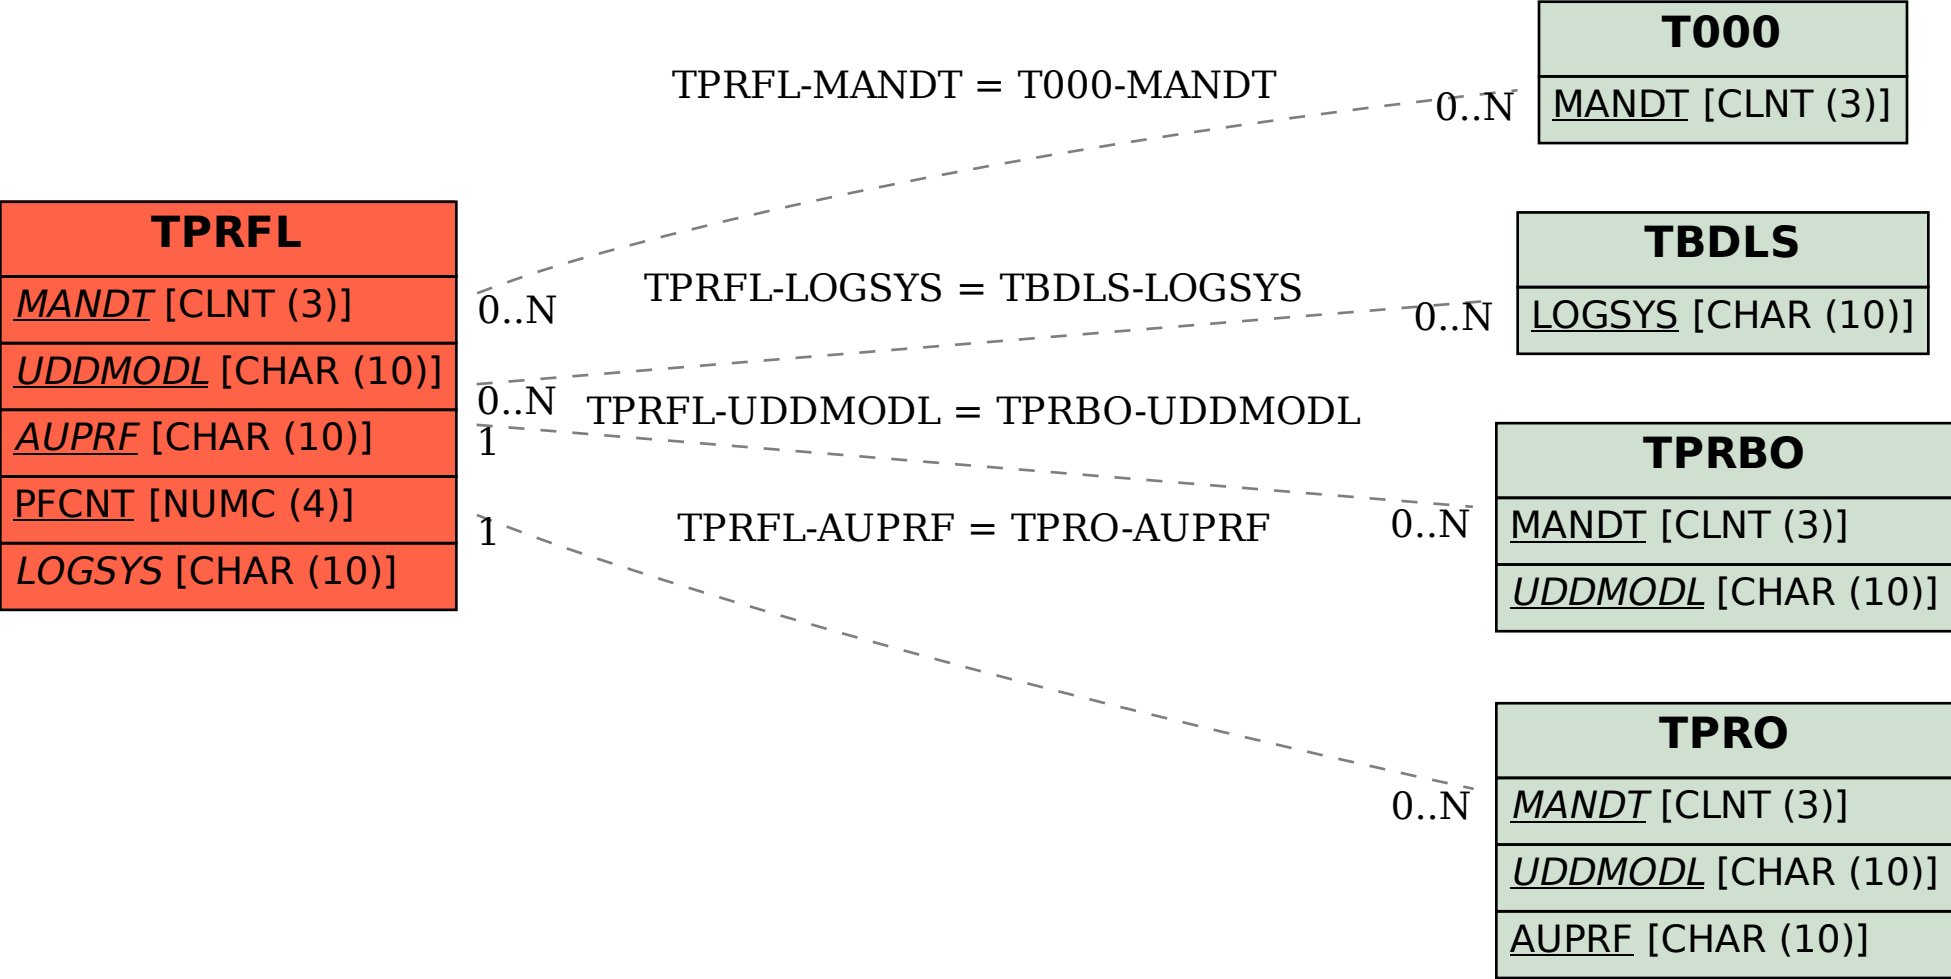 T000
MANDT [CLNT (3)]
TPRFL-MANDT = T000-MANDT
0..N
TPRFL
MANDT [CLNT (3)]
UDDMODL [CHAR (10)]
AUPRF [CHAR (10)]
PFCNT [NUMC (4)]
LOGSYS [CHAR (10)]
0..N
TPRFL-LOGSYS = TBDLS-LOGSYS
0..N
TBDLS
LOGSYS [CHAR (10)]
0..N
TPRFL-UDDMODL = TPRBO-UDDMODL
1
0..N
TPRBO
MANDT [CLNT (3)]
UDDMODL [CHAR (10)]
1
TPRFL-AUPRF = TPRO-AUPRF
0..N
TPRO
MANDT [CLNT (3)]
UDDMODL [CHAR (10)]
AUPRF [CHAR (10)]